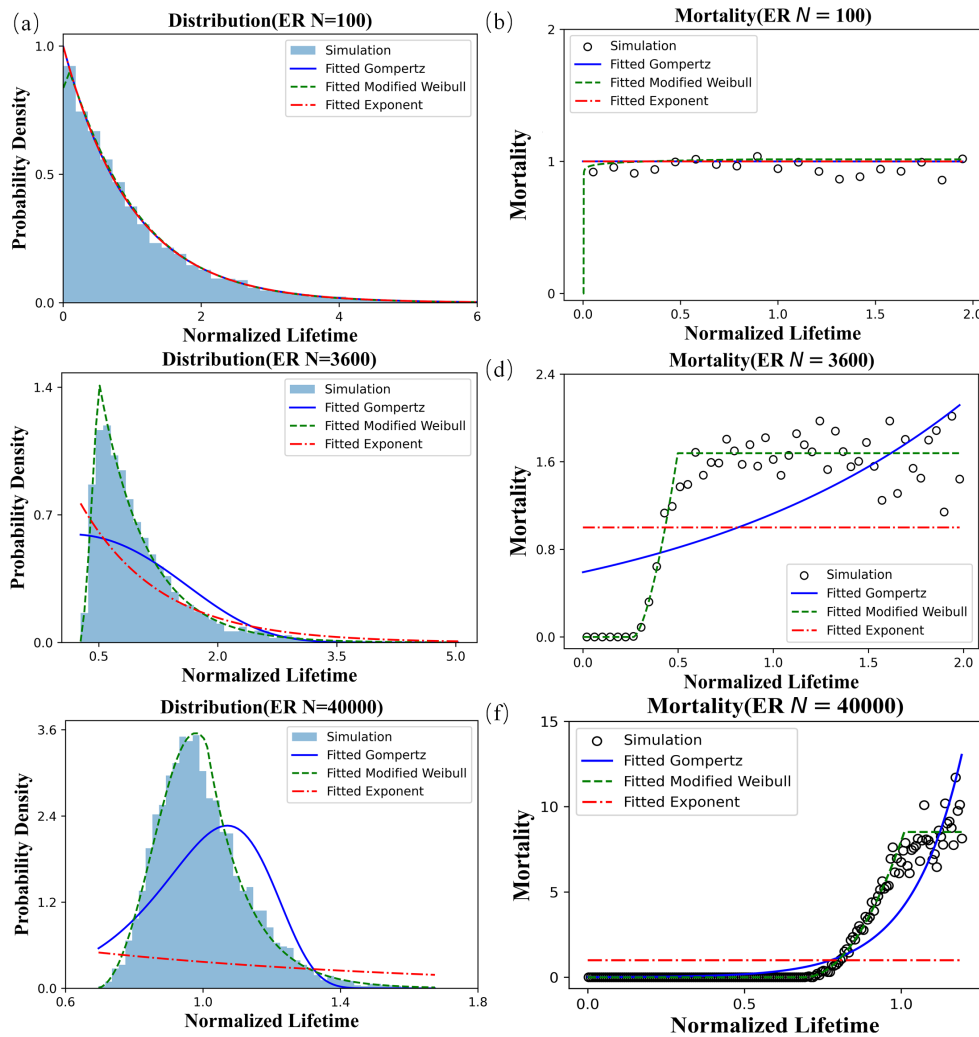 (a)
Distribution(ER N=100)
Probability Density
1.0
0.5
0.0
0
2
4
6
Normalized Lifetime
Simulation
Fitted Gompertz
Fitted Modified Weibull
Fitted Exponent
(b)
Mortality(ER N = 100)
Mortality
2
1
0
0.0
0.5
1.0
1.5
2.0
Normalized Lifetime
Simulation
Fitted Gompertz
Fitted Modified Weibull
Fitted Exponent
Distribution(ER N=3600)
Probability Density
1.4
0.7
0.0
0.5
2.0
3.5
5.0
Normalized Lifetime
Simulation
Fitted Gompertz
Fitted Modified Weibull
Fitted Exponent
(d)
Mortality(ER N = 3600)
Mortality
2.4
1.6
0.8
0.0
0.0
0.5
1.0
1.5
2.0
Normalized Lifetime
Simulation
Fitted Gompertz
Fitted Modified Weibull
Fitted Exponent
Distribution(ER N=40000)
Probability Density
3.6
2.4
1.2
0.0
0.6
1.0
1.4
1.8
Normalized Lifetime
Simulation
Fitted Gompertz
Fitted Modified Weibull
Fitted Exponent
(f)
Mortality(ER N = 40000)
Mortality
15
10
5
0
0.0
0.5
1.0
Normalized Lifetime
Simulation
Fitted Gompertz
Fitted Modified Weibull
Fitted Exponent